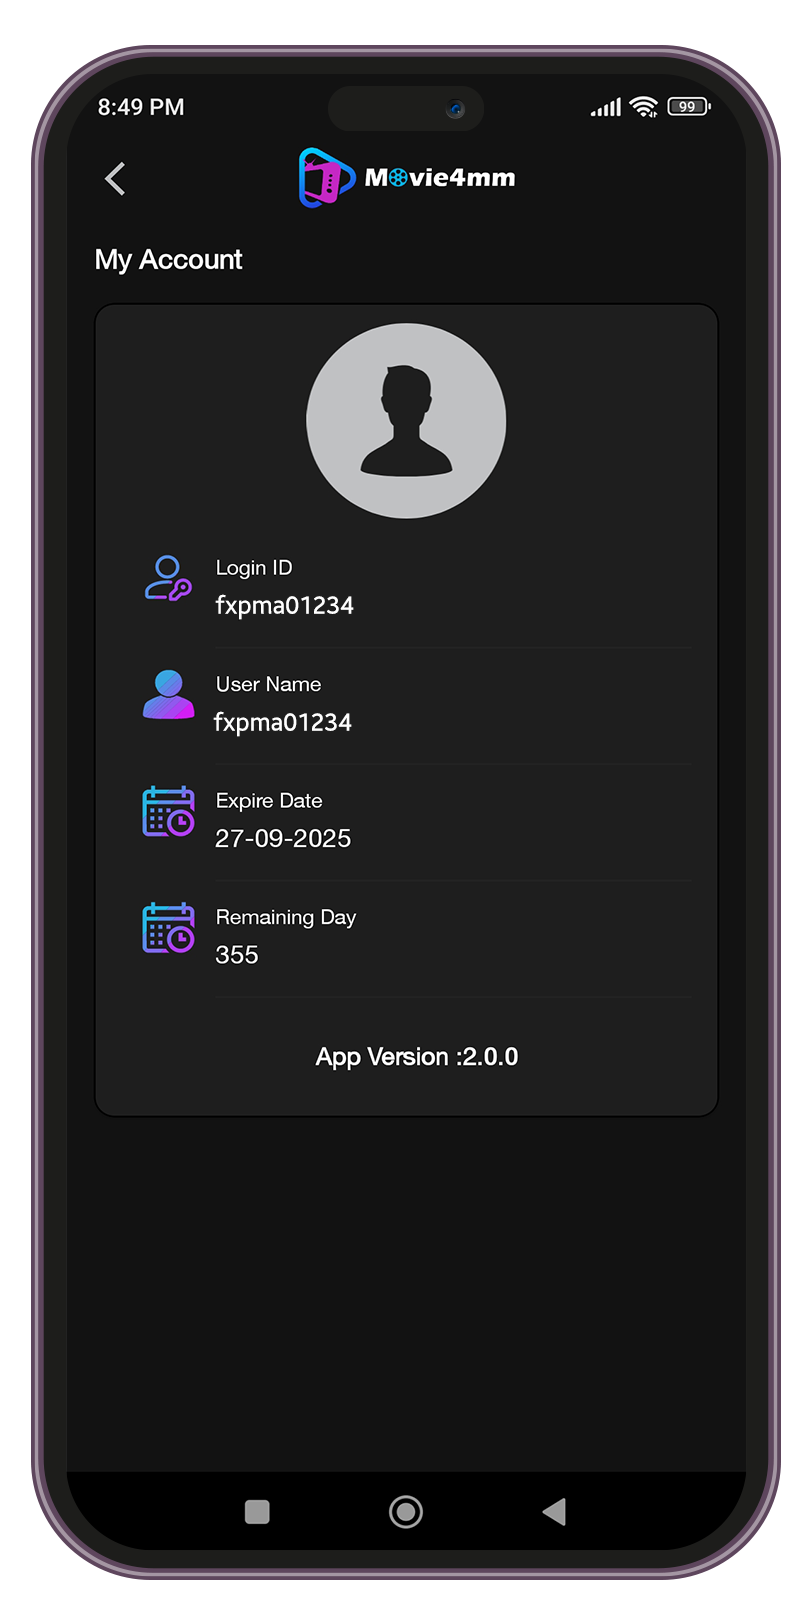 8:49 PM
99
Movie4mm
My Account
Login ID
fxpma01234
User Name
fxpma01234
Expire Date
27-09-2025
Remaining Day
355
App Version :2.0.0